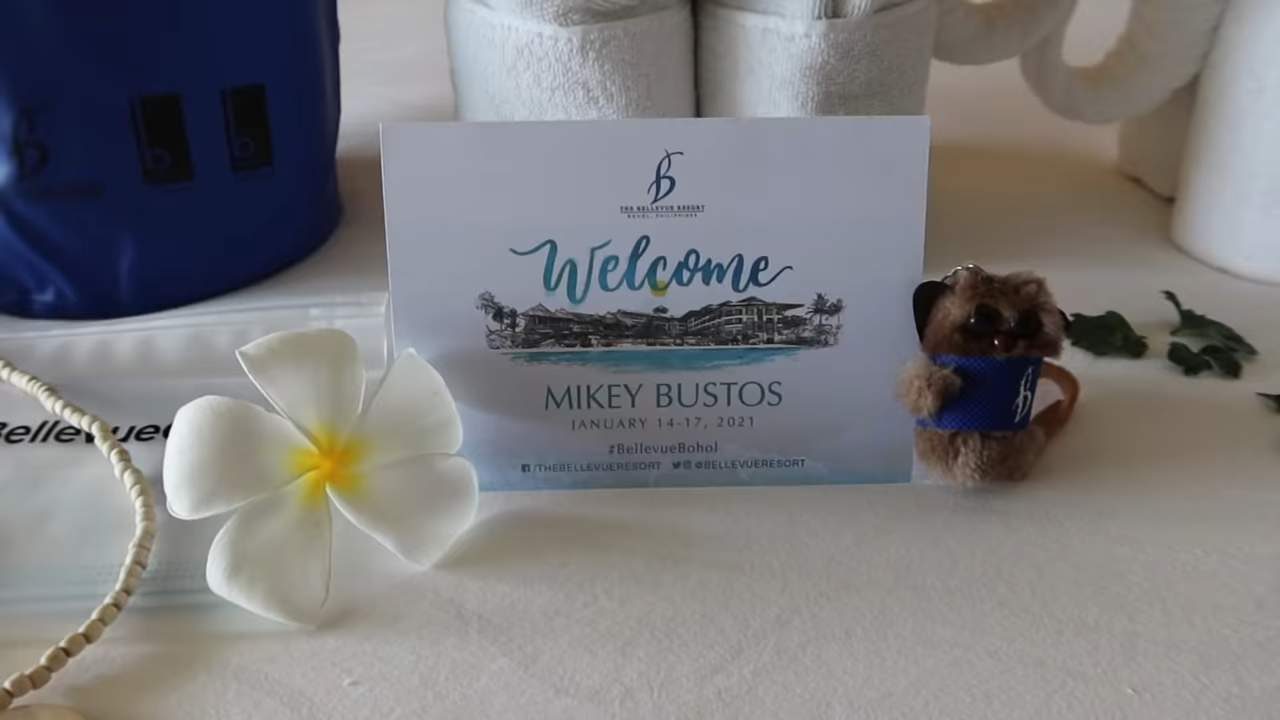 THE BELLEVUE RESORT
BOHOL, PHILIPPINES
Welcome
MIKEY BUSTOS
JANUARY 14-17, 2021
#BellevueBohol
/THEBELLEVUERESORT @BELLEVUERESORT
Bellevue